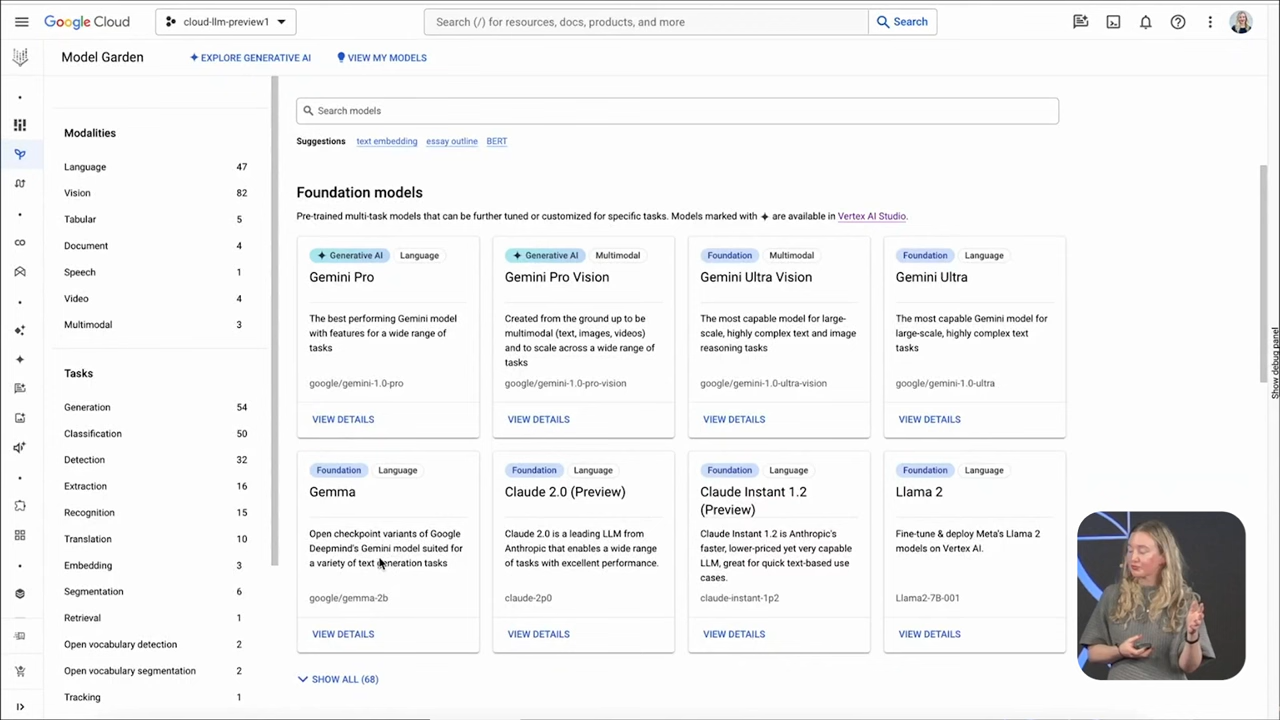 Google Cloud
cloud-llm-preview1
Search (/) for resources, docs, products, and more
Search
Model Garden
EXPLORE GENERATIVE AI
VIEW MY MODELS
Modalities
Language 47
Vision 82
Tabular 5
Document 4
Speech 1
Video 4
Multimodal 3
Tasks
Generation 54
Classification 50
Detection 32
Extraction 16
Recognition 15
Translation 10
Embedding 3
Segmentation 6
Retrieval 1
Open vocabulary detection 2
Open vocabulary segmentation 2
Tracking 1
Search models
Suggestions text embedding essay outline BERT
Foundation models
Pre-trained multi-task models that can be further tuned or customized for specific tasks. Models marked with ✦ are available in Vertex AI Studio.
Generative AI Language
Gemini Pro
The best performing Gemini model
with features for a wide range of
tasks
google/gemini-1.0-pro
VIEW DETAILS
Generative AI Multimodal
Gemini Pro Vision
Created from the ground up to be
multimodal (text, images, videos)
and to scale across a wide range of
tasks
google/gemini-1.0-pro-vision
VIEW DETAILS
Foundation Multimodal
Gemini Ultra Vision
The most capable model for large-
scale, highly complex text and image
reasoning tasks
google/gemini-1.0-ultra-vision
VIEW DETAILS
Foundation Language
Gemini Ultra
The most capable Gemini model for
large-scale, highly complex text
tasks
google/gemini-1.0-ultra
VIEW DETAILS
Foundation Language
Gemma
Open checkpoint variants of Google
Deepmind's Gemini model suited for
a variety of text generation tasks
google/gemma-2b
VIEW DETAILS
Foundation Language
Claude 2.0 (Preview)
Claude 2.0 is a leading LLM from
Anthropic that enables a wide range
of tasks with excellent performance.
claude-2p0
VIEW DETAILS
Foundation Language
Claude Instant 1.2
(Preview)
Claude Instant 1.2 is Anthropic's
faster, lower-priced yet very capable
LLM, great for quick text-based use
cases.
claude-instant-1p2
VIEW DETAILS
Foundation Language
Llama 2
Fine-tune & deploy Meta's Llama 2
models on Vertex AI.
Llama2-7B-001
VIEW DETAILS
SHOW ALL (68)
Show debug panel